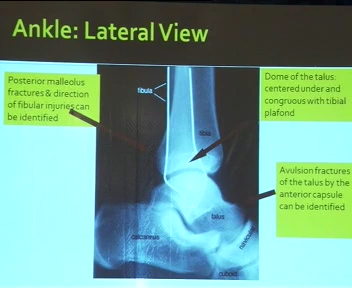 Ankle: Lateral View
Posterior malleolus
fractures & direction
of fibular injuries can
be identified
Dome of the talus:
centered under and
congruous with tibial
plafond
Avulsion fractures
of the talus by the
anterior capsule
can be identified
fibula
tibia
talus
calcaneus
navicular
cuboid